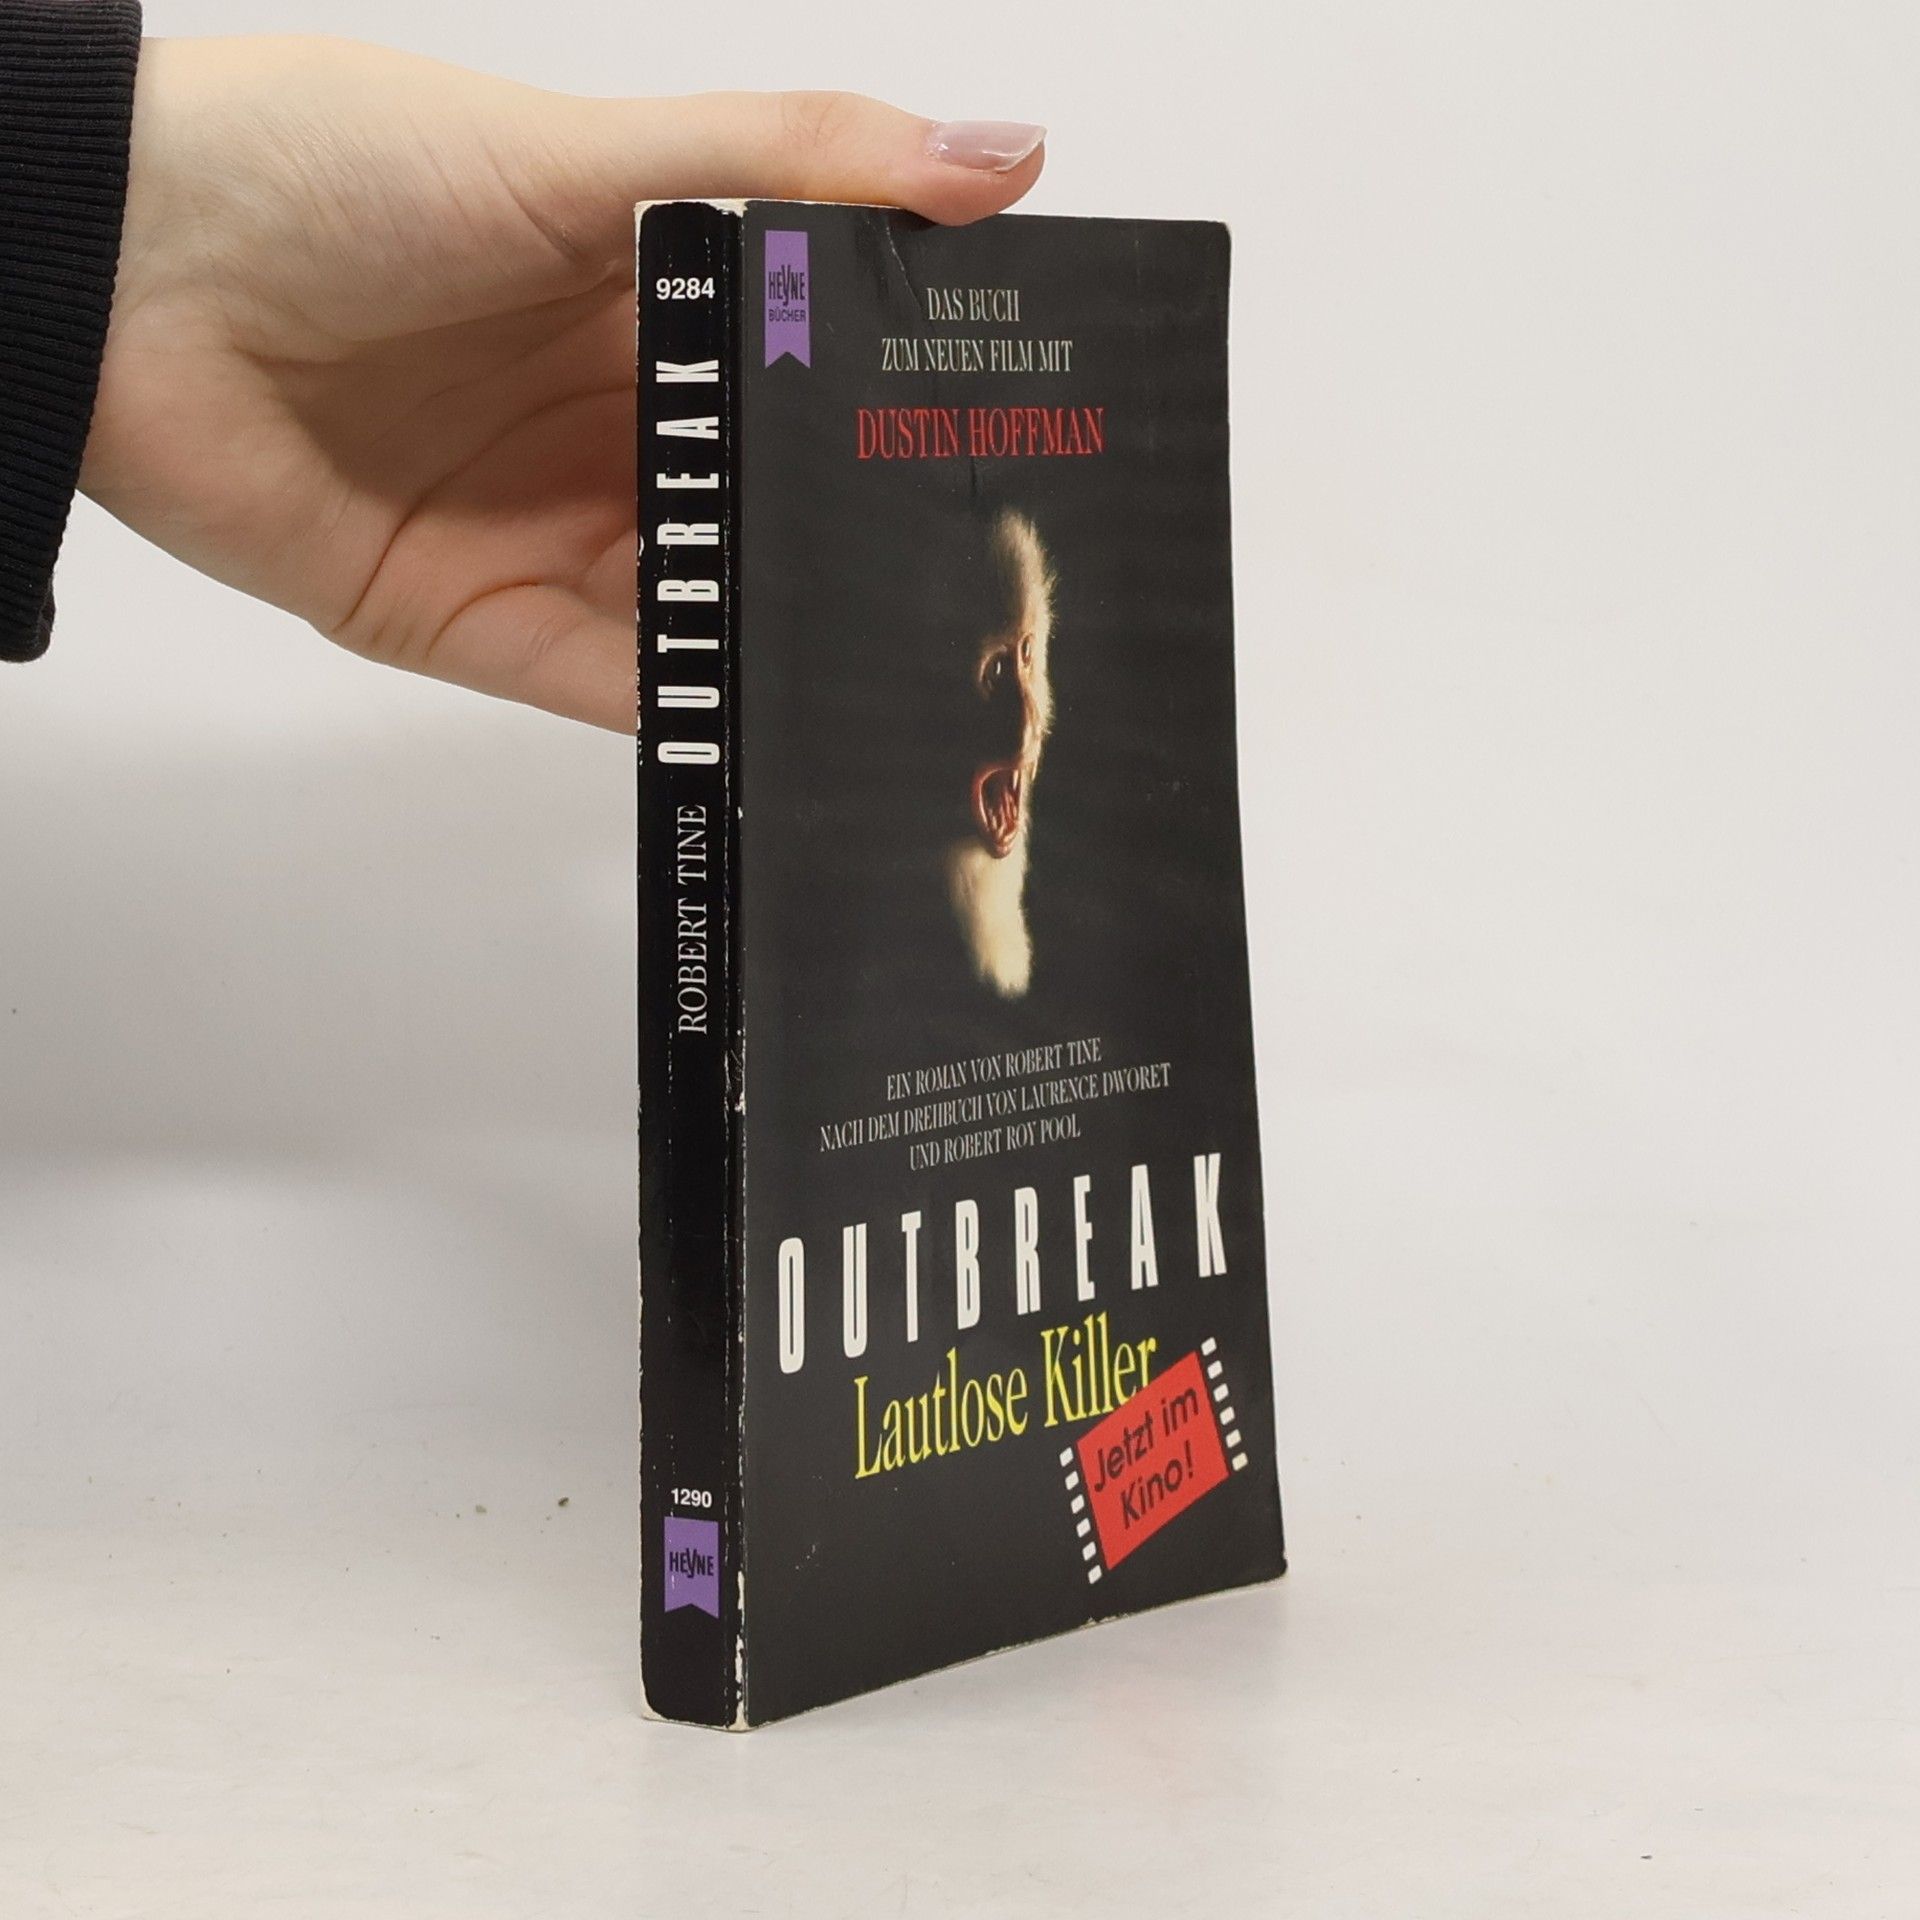 9284
OUTBREAK
ROBERT TINE
1290
HEYNE
HEYNE
BÜCHER
DAS BUCH
ZUM NEUEN FILM MIT
DUSTIN HOFFMAN
EIN ROMAN VON ROBERT TINE
NACH DEM DREHBUCH VON LAURENCE DWORET
UND ROBERT ROY POOL
OUTBREAK
Lautlose Killer
Jetzt im
Kino!